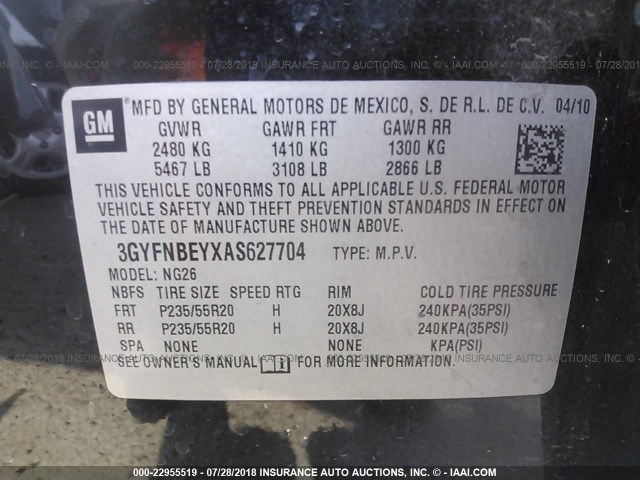 000-22955519 - 07/28/2018 INSURANCE AUTO AUCTIONS - © IAAI.COM
GM
MFD BY GENERAL MOTORS DE MEXICO, S. DE R.L. DE C.V. 04/10
GVWR GAWR FRT GAWR RR
2480 KG 1410 KG 1300 KG
5467 LB 3108 LB 2866 LB
THIS VEHICLE CONFORMS TO ALL APPLICABLE U.S. FEDERAL MOTOR
VEHICLE SAFETY AND THEFT PREVENTION STANDARDS IN EFFECT ON
THE DATE OF MANUFACTURE SHOWN ABOVE.
3GYFNBEYXAS627704 TYPE: M.P.V.
MODEL: NG26
NBFS TIRE SIZE SPEED RTG RIM COLD TIRE PRESSURE
FRT P235/55R20 H 20X8J 240KPA(35PSI)
RR P235/55R20 H 20X8J 240KPA(35PSI)
SPA NONE NONE KPA(PSI)
SEE OWNER'S MANUAL FOR MORE INFORMATION.
000-22955519 - 07/28/2018 INSURANCE AUTO AUCTIONS - © IAAI.COM